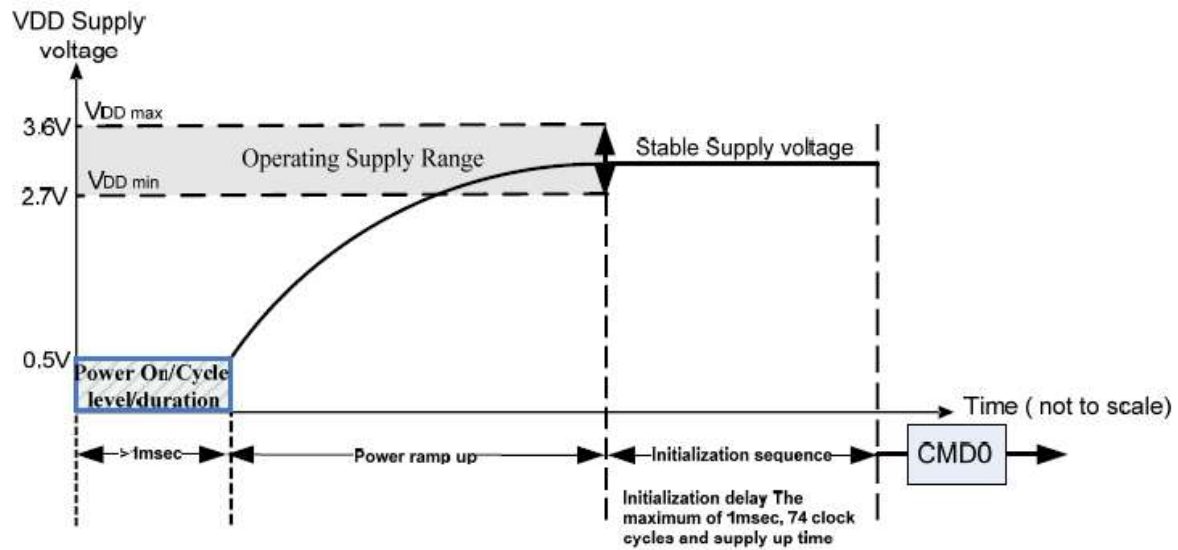 VDD Supply
voltage
VDD max
3.6V
Operating Supply Range
Stable Supply voltage
VDD min
2.7V
0.5V
Power On/Cycle
level/duration
Time ( not to scale)
>1msec
Power ramp up
Initialization sequence
CMD0
Initialization delay The
maximum of 1msec, 74 clock
cycles and supply up time